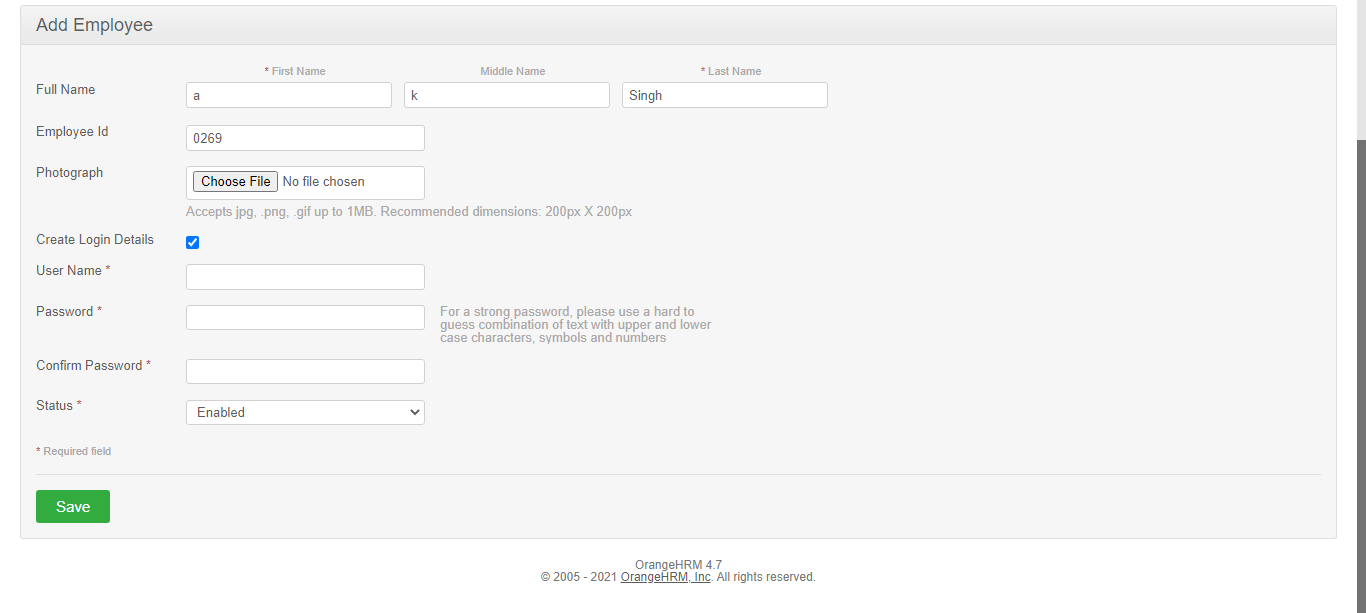 Add Employee
* First Name
Middle Name
* Last Name
Full Name
a
k
Singh
Employee Id
0269
Photograph
Choose File No file chosen
Accepts jpg, .png, .gif up to 1MB. Recommended dimensions: 200px X 200px
Create Login Details
User Name *
Password *
For a strong password, please use a hard to
guess combination of text with upper and lower
case characters, symbols and numbers
Confirm Password *
Status *
Enabled
* Required field
Save
OrangeHRM 4.7
© 2005 - 2021 OrangeHRM, Inc. All rights reserved.